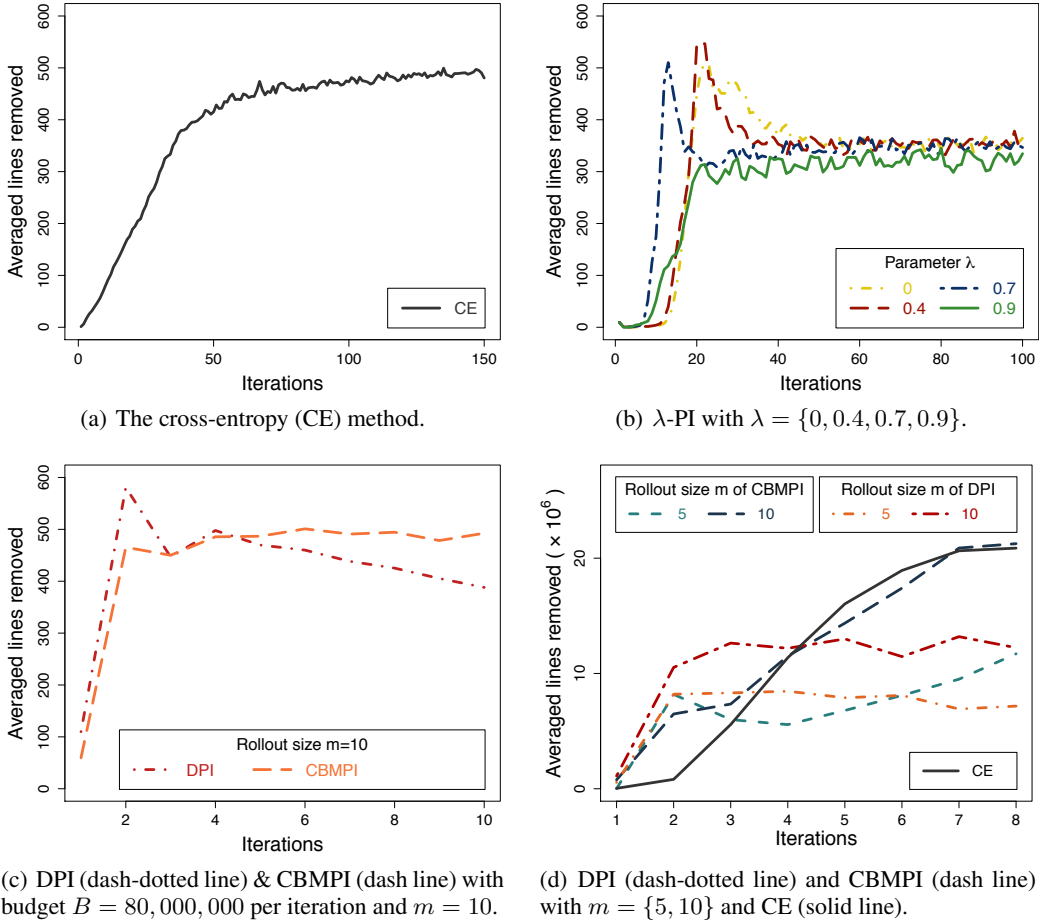 Averaged lines removed
600
500
400
300
200
100
0
CE
0 50 100 150
Iterations
(a) The cross-entropy (CE) method.
Averaged lines removed
600
500
400
300
200
100
0
Parameter λ
0 0.7
0.4 0.9
0 20 40 60 80 100
Iterations
(b) λ-PI with λ = {0, 0.4, 0.7, 0.9}.
Averaged lines removed
600
500
400
300
200
100
0
Rollout size m=10
DPI CBMPI
2 4 6 8 10
Iterations
(c) DPI (dash-dotted line) & CBMPI (dash line) with
budget B = 80, 000, 000 per iteration and m = 10.
Averaged lines removed ( × 10⁶ )
20
10
0
Rollout size m of CBMPI
5 10
Rollout size m of DPI
5 10
CE
1 2 3 4 5 6 7 8
Iterations
(d) DPI (dash-dotted line) and CBMPI (dash line)
with m = {5, 10} and CE (solid line).